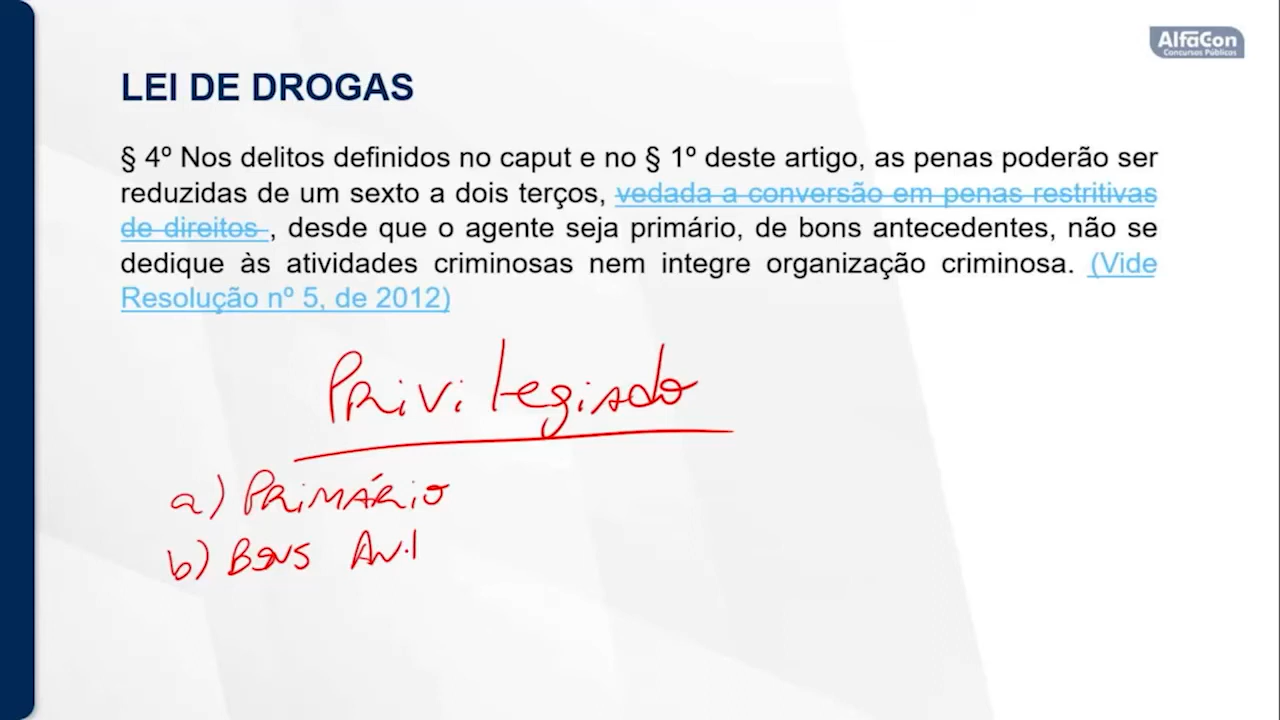 AlfaCon
Concursos Públicos
LEI DE DROGAS
§ 4º Nos delitos definidos no caput e no § 1º deste artigo, as penas poderão ser
reduzidas de um sexto a dois terços, vedada a conversão em penas restritivas
de direitos , desde que o agente seja primário, de bons antecedentes, não se
dedique às atividades criminosas nem integre organização criminosa. (Vide
Resolução nº 5, de 2012)
Privilegiado
a) PRIMÁRIO
b) BONS